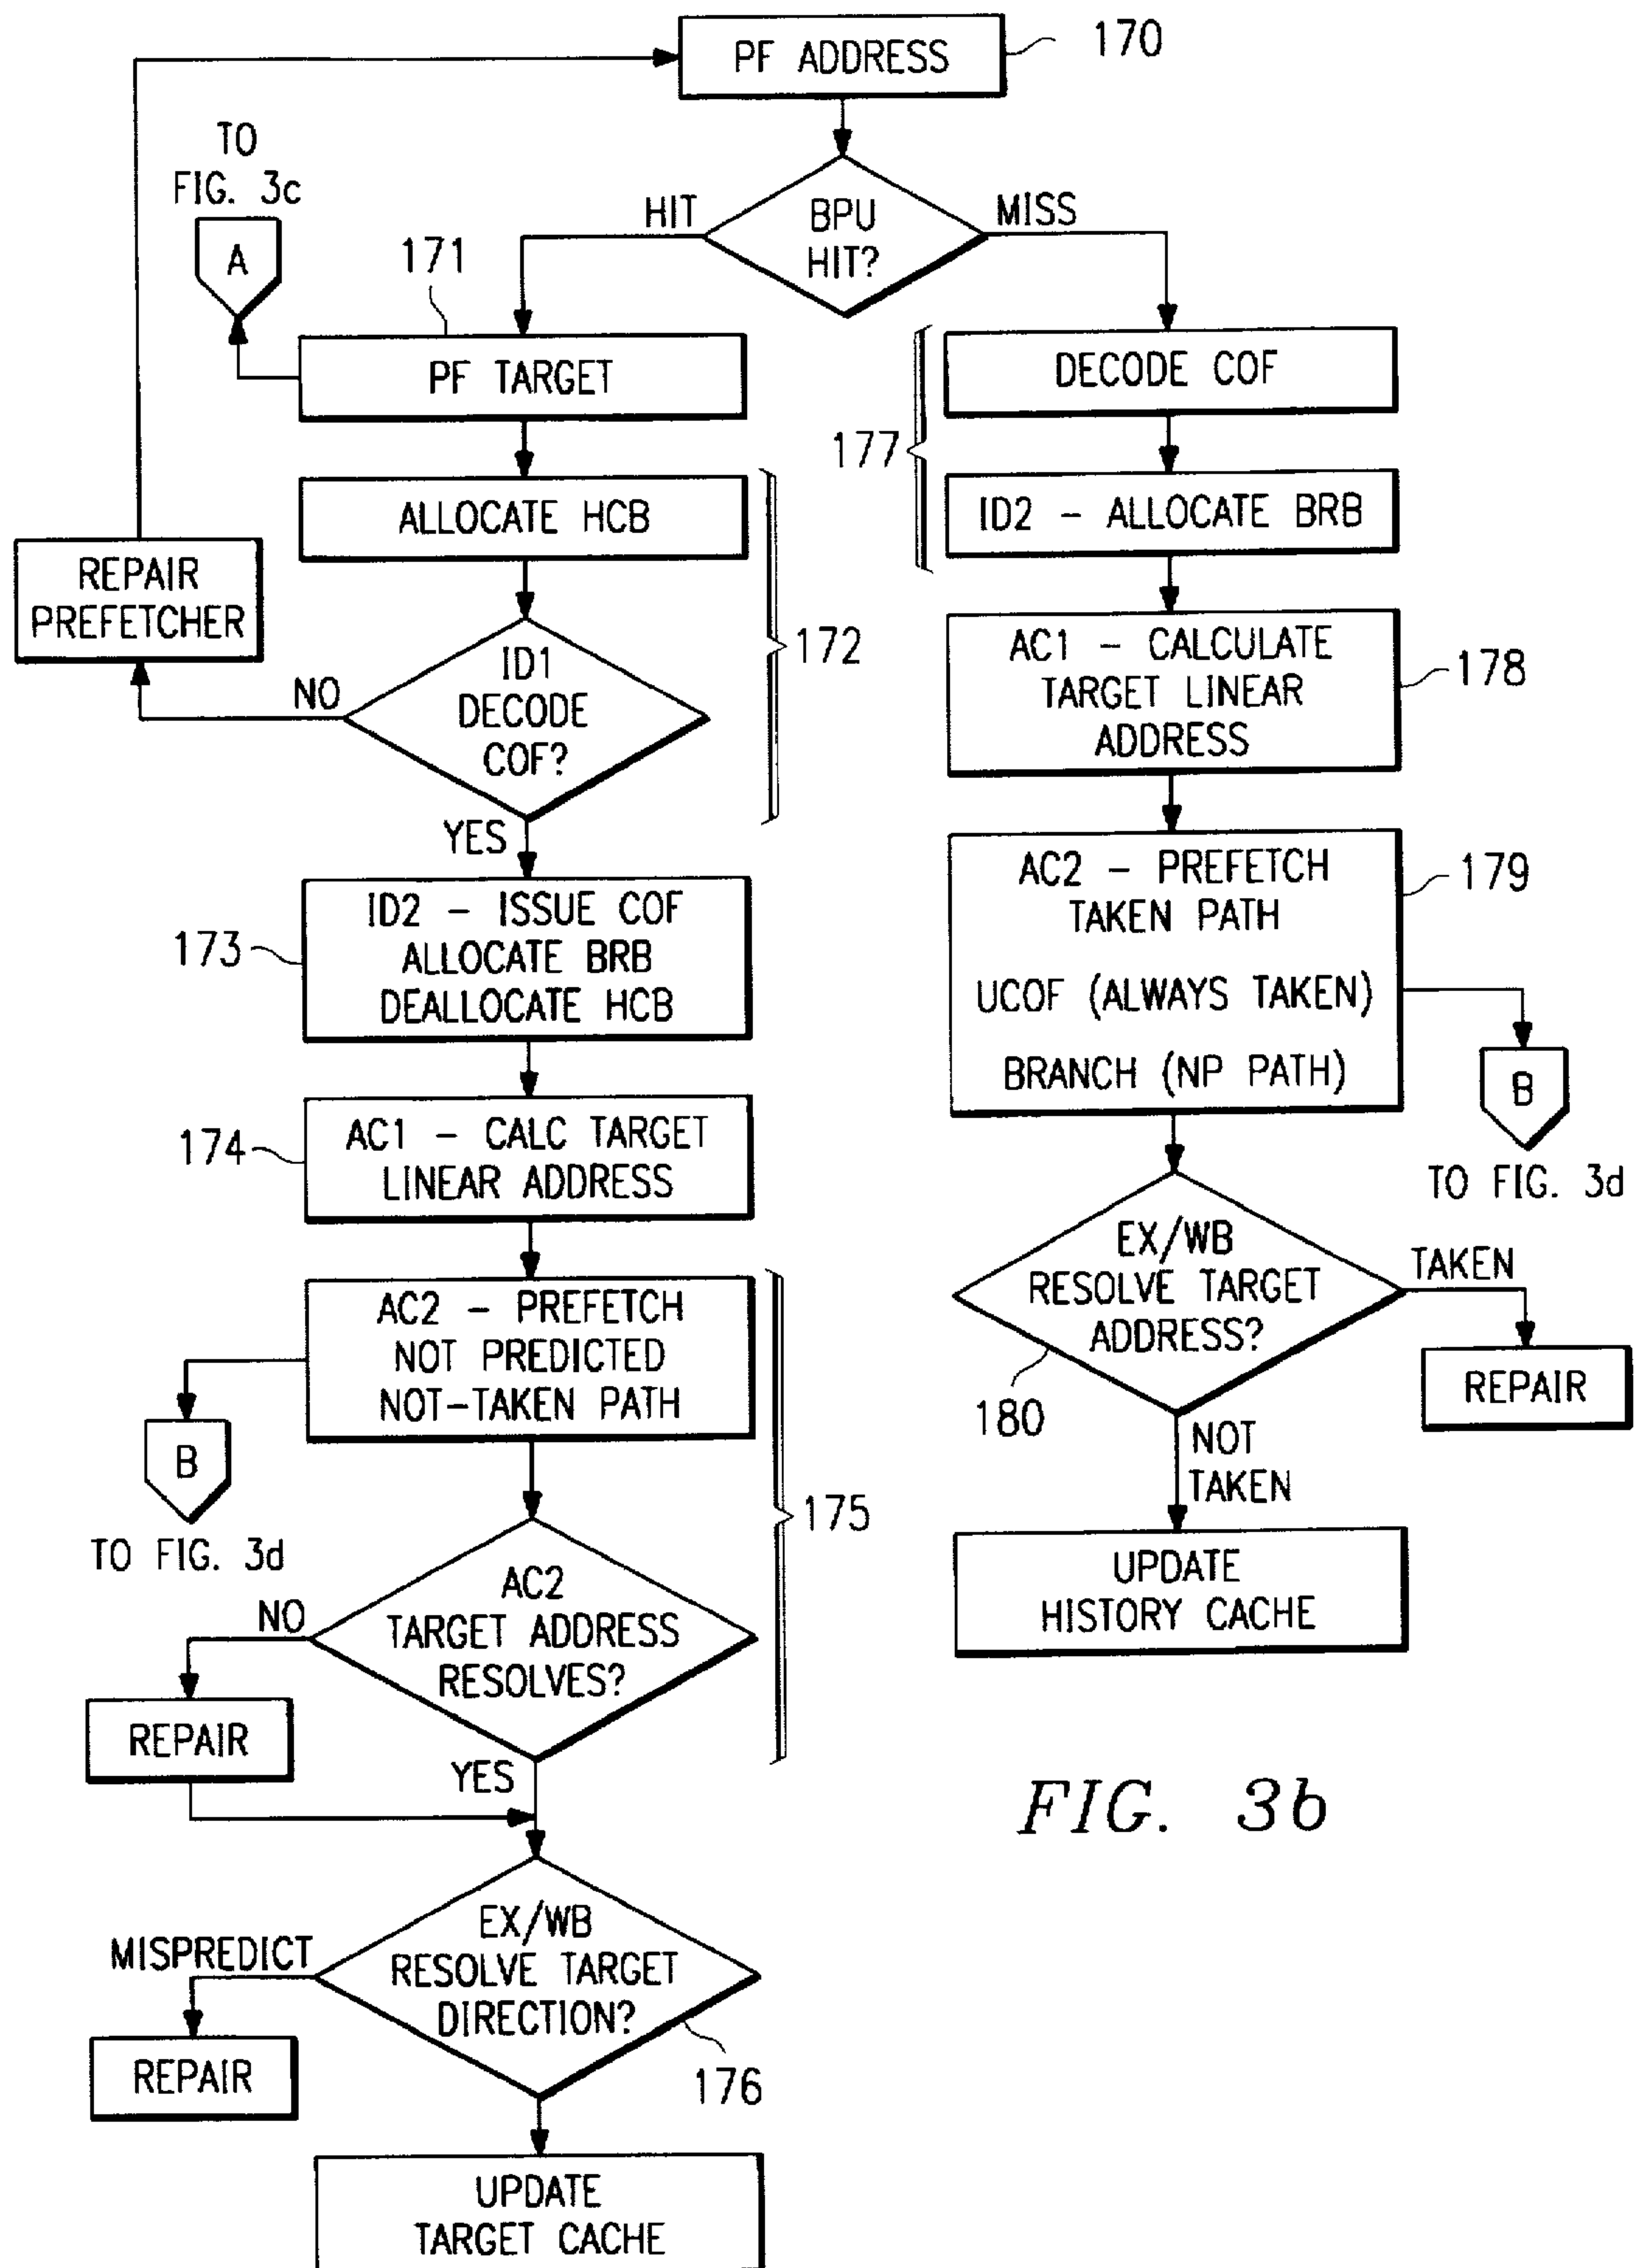 PF ADDRESS
170
TO
FIG. 3c
A
HIT
BPU
HIT?
MISS
171
PF TARGET
DECODE COF
177
ALLOCATE HCB
ID2 - ALLOCATE BRB
REPAIR
PREFETCHER
172
ID1
DECODE
COF?
NO
YES
AC1 - CALCULATE
TARGET LINEAR
ADDRESS
178
ID2 - ISSUE COF
ALLOCATE BRB
DEALLOCATE HCB
173
AC2 - PREFETCH
TAKEN PATH
UCOF (ALWAYS TAKEN)
BRANCH (NP PATH)
179
B
TO FIG. 3d
AC1 - CALC TARGET
LINEAR ADDRESS
174
AC2 - PREFETCH
NOT PREDICTED
NOT-TAKEN PATH
B
TO FIG. 3d
175
EX/WB
RESOLVE TARGET
ADDRESS?
TAKEN
REPAIR
180
NOT
TAKEN
UPDATE
HISTORY CACHE
AC2
TARGET ADDRESS
RESOLVES?
NO
REPAIR
YES
FIG. 3b
EX/WB
RESOLVE TARGET
DIRECTION?
MISPREDICT
REPAIR
176
UPDATE
TARGET CACHE